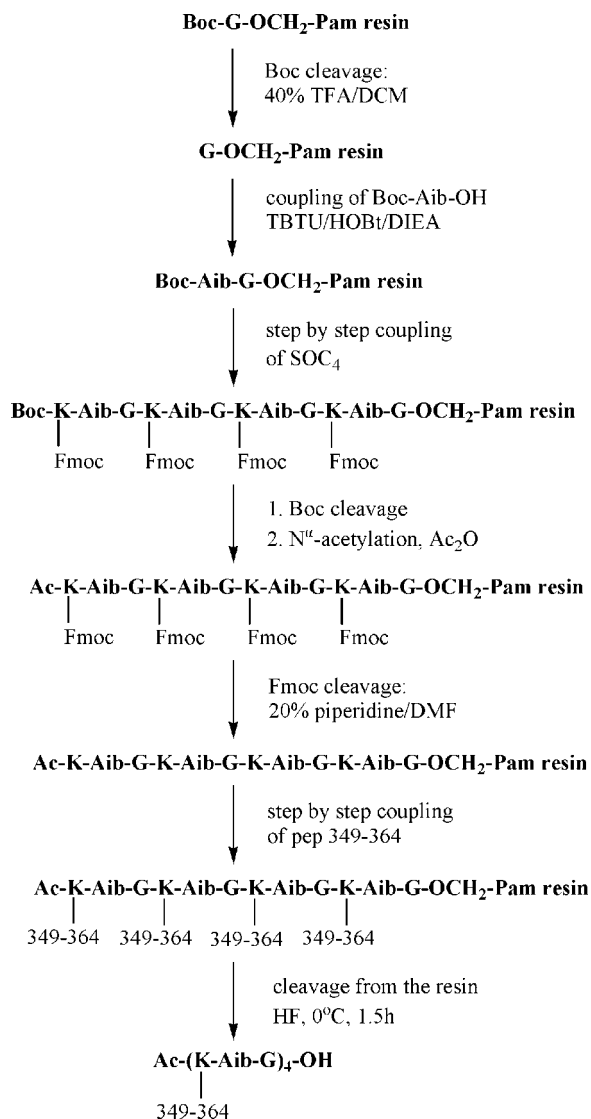 Boc-G-OCH₂-Pam resin
Boc cleavage:
40% TFA/DCM
G-OCH₂-Pam resin
coupling of Boc-Aib-OH
TBTU/HOBt/DIEA
Boc-Aib-G-OCH₂-Pam resin
step by step coupling
of SOC₄
Boc-K-Aib-G-K-Aib-G-K-Aib-G-K-Aib-G-OCH₂-Pam resin
Fmoc Fmoc Fmoc Fmoc
1. Boc cleavage
2. Nᵅ-acetylation, Ac₂O
Ac-K-Aib-G-K-Aib-G-K-Aib-G-K-Aib-G-OCH₂-Pam resin
Fmoc Fmoc Fmoc Fmoc
Fmoc cleavage:
20% piperidine/DMF
Ac-K-Aib-G-K-Aib-G-K-Aib-G-K-Aib-G-OCH₂-Pam resin
step by step coupling
of pep 349-364
Ac-K-Aib-G-K-Aib-G-K-Aib-G-K-Aib-G-OCH₂-Pam resin
349-364 349-364 349-364 349-364
cleavage from the resin
HF, 0°C, 1.5h
Ac-(K-Aib-G)₄-OH
349-364